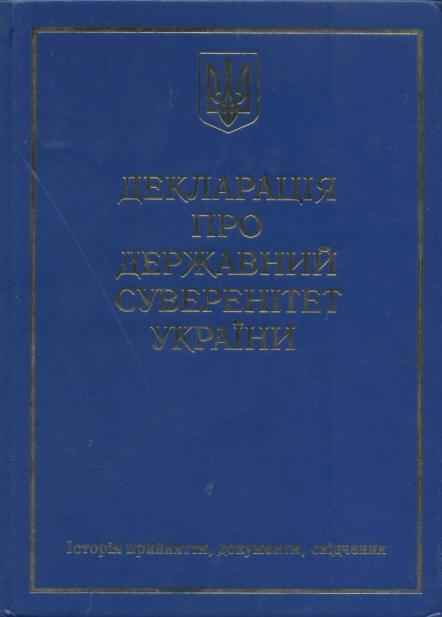 ДЕКЛАРАЦІЯ
ПРО
ДЕРЖАВНИЙ
СУВЕРЕНІТЕТ
УКРАЇНИ
Історія прийняття, документи, свідчення